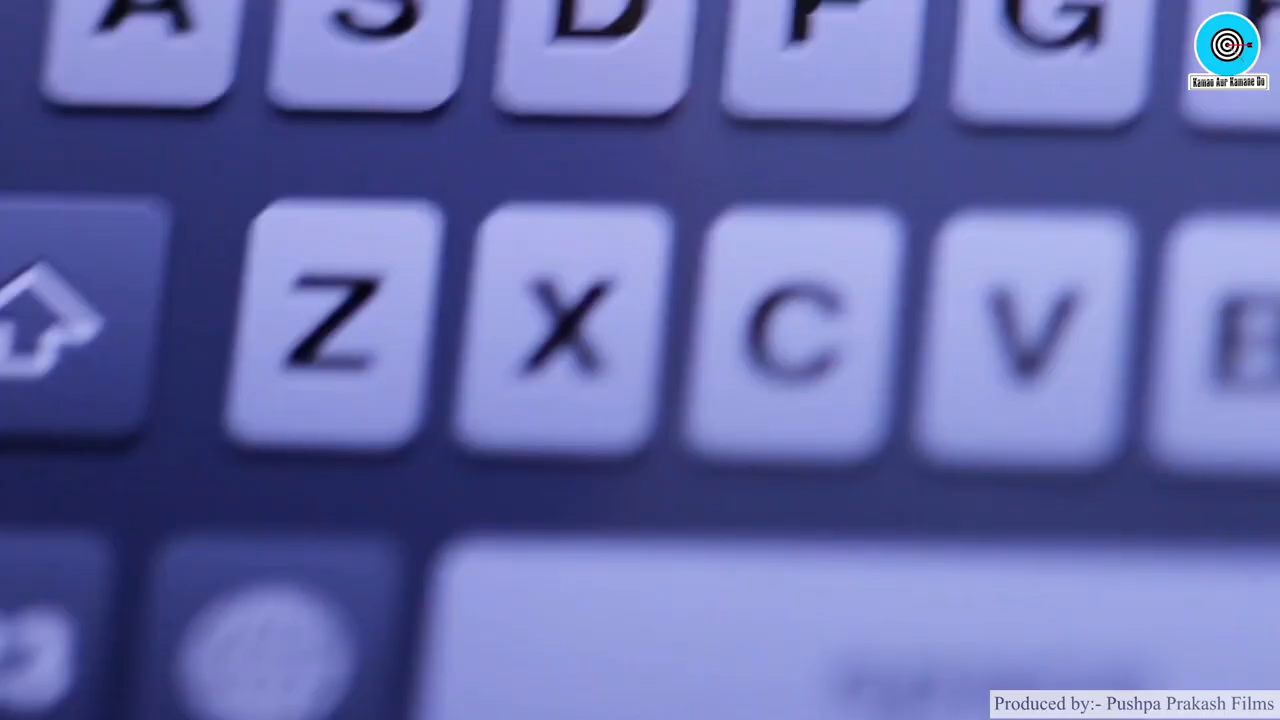 A S D F G
Kamao Aur Kamane Do
Z X C V B
Produced by:- Pushpa Prakash Films